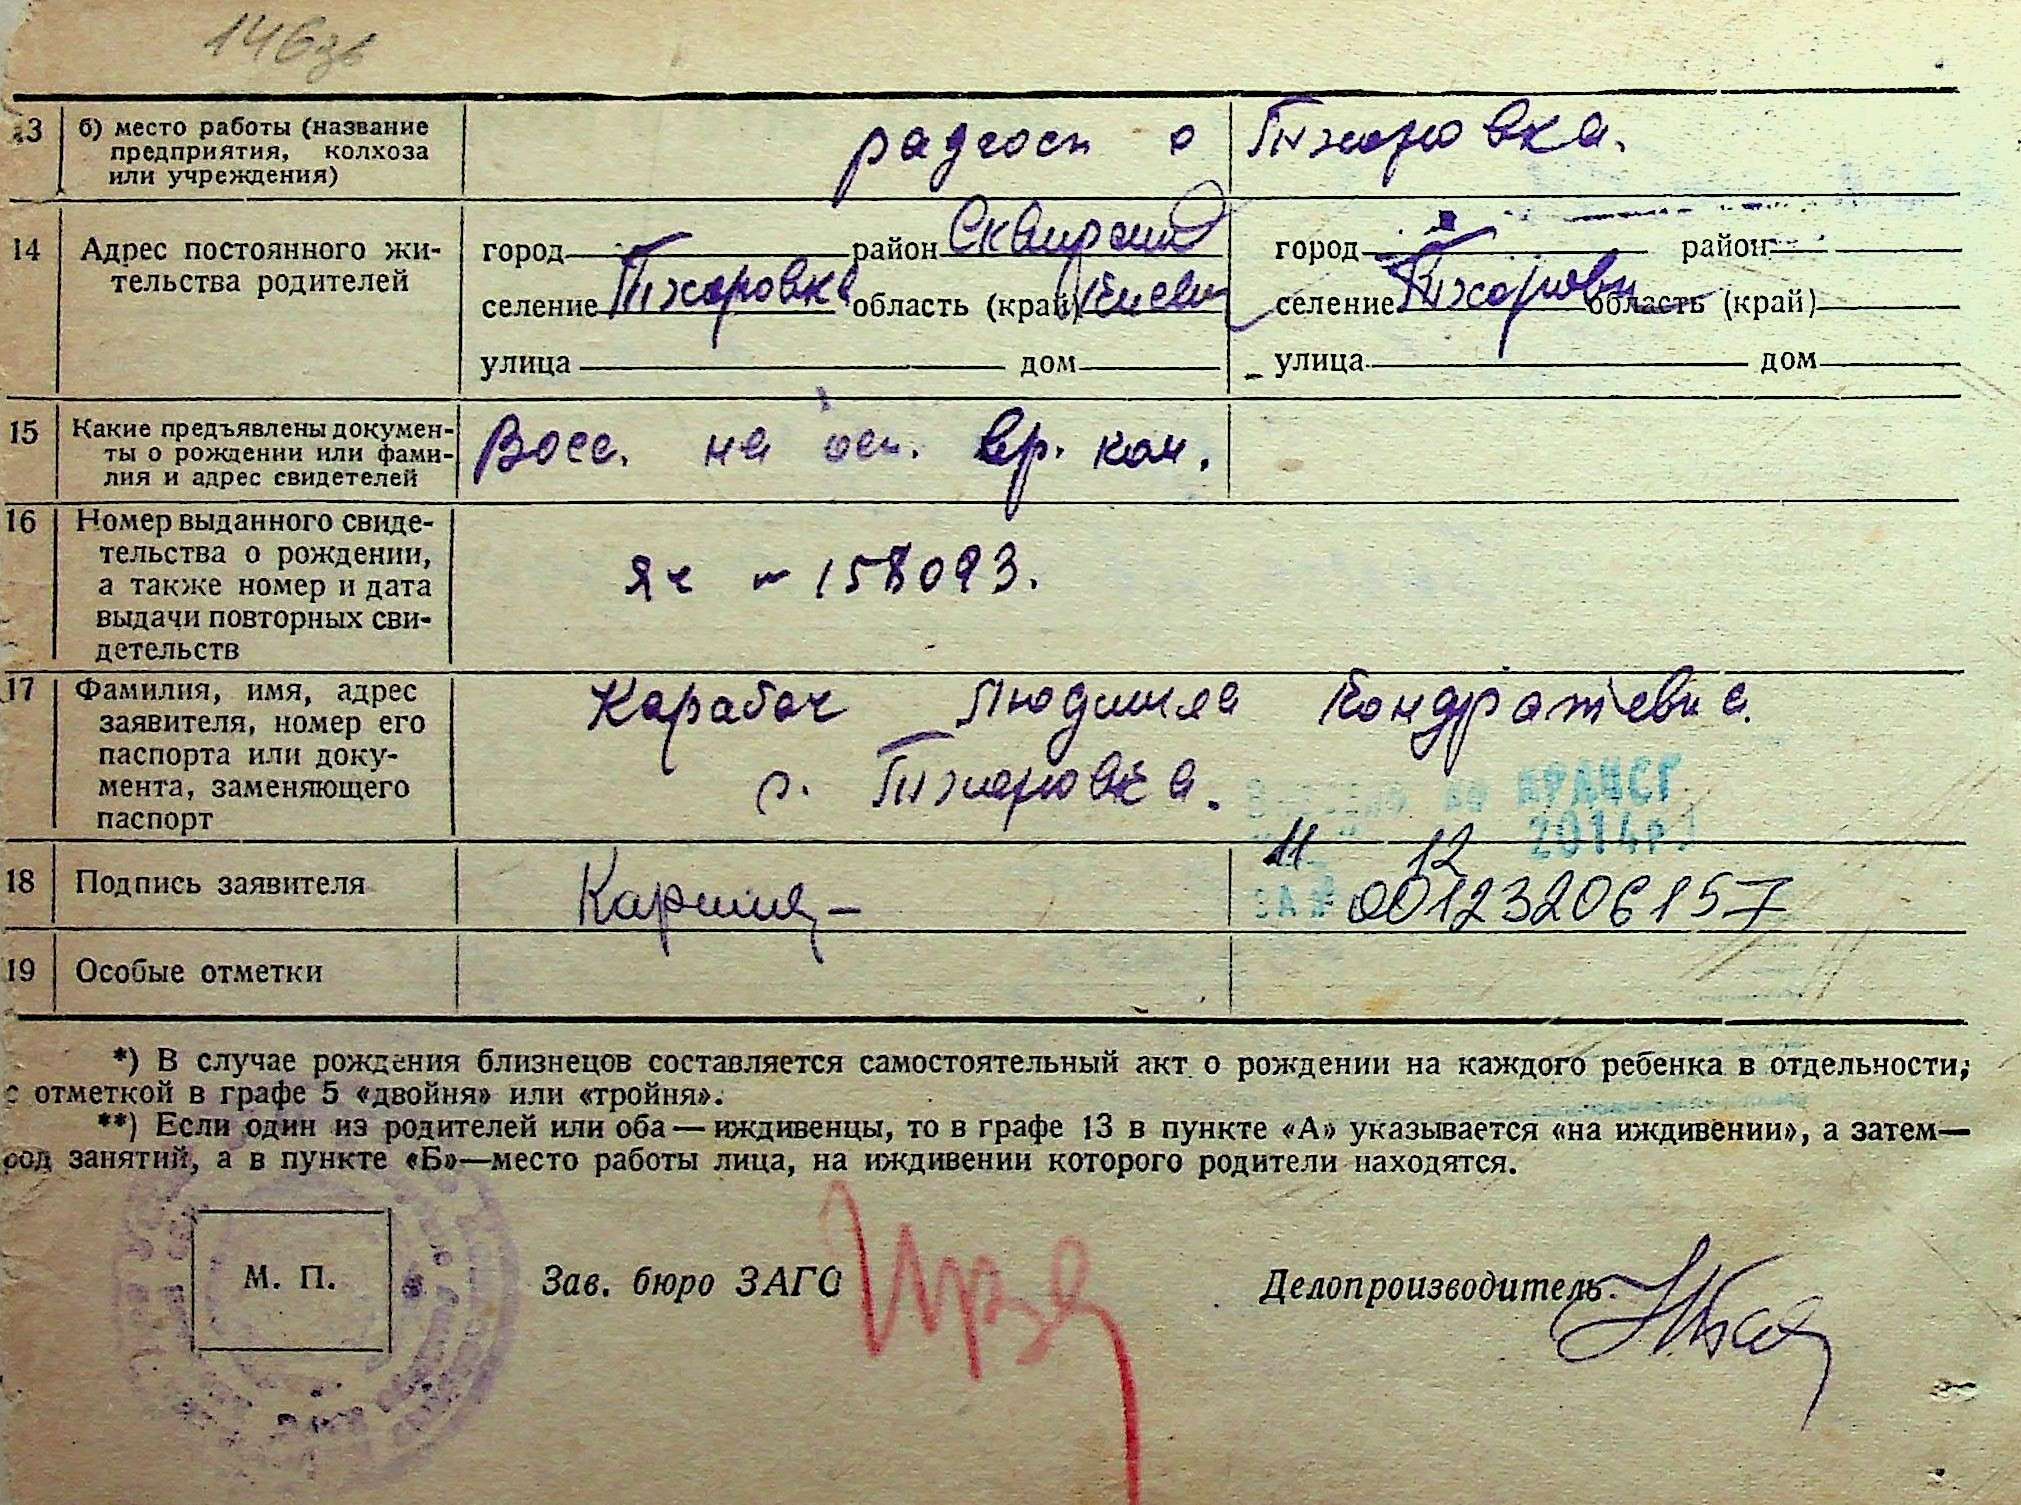 146зв
13 б) место работы (название предприятия, колхоза или учреждения) радгосп с Тхоровка.
14 Адрес постоянного жительства родителей
город район Сквирский город район
селение Тхоровка область (край) Киевск селение Тхоровка область (край)
улица дом улица дом
15 Какие предъявлены документы о рождении или фамилия и адрес свидетелей Восс. на осн. вр. ком.
16 Номер выданного свидетельства о рождении, а также номер и дата выдачи повторных свидетельств ЯЧ - 158093.
17 Фамилия, имя, адрес заявителя, номер его паспорта или документа, заменяющего паспорт Карабач Людмила Кондратьевна.
с. Тхоровка.
ДРАЦСГ
11 12 2014р.
18 Подпись заявителя
ЗА № 00123206157
19 Особые отметки
*) В случае рождения близнецов составляется самостоятельный акт о рождении на каждого ребенка в отдельности,
с отметкой в графе 5 «двойня» или «тройня».
**) Если один из родителей или оба — иждивенцы, то в графе 13 в пункте «А» указывается «на иждивении», а затем—
род занятий, а в пункте «Б»—место работы лица, на иждивении которого родители находятся.
М. П. Зав. бюро ЗАГС Делопроизводитель.